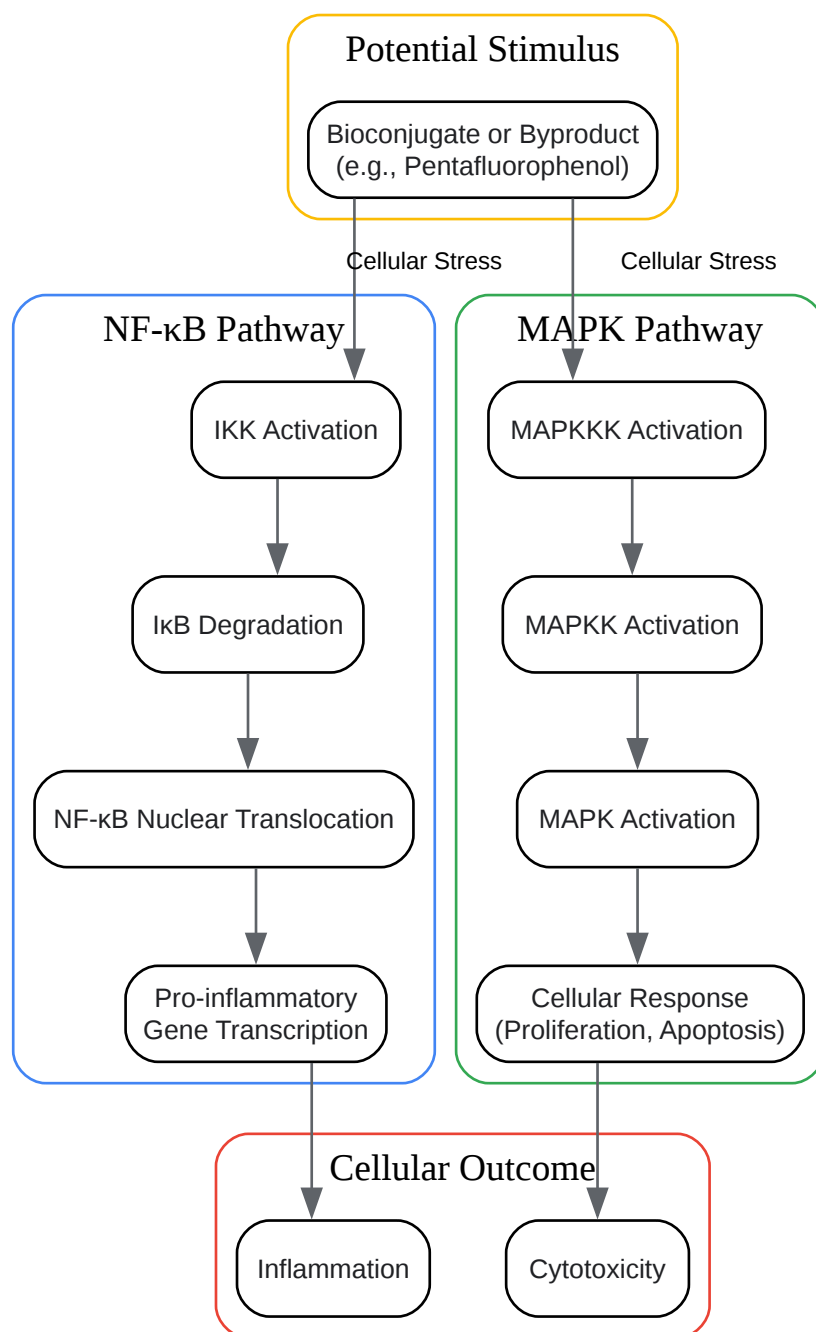 Potential Stimulus
Bioconjugate or Byproduct
(e.g., Pentafluorophenol)
Cellular Stress
Cellular Stress
NF-κB Pathway
IKK Activation
IκB Degradation
NF-κB Nuclear Translocation
Pro-inflammatory
Gene Transcription
MAPK Pathway
MAPKKK Activation
MAPKK Activation
MAPK Activation
Cellular Response
(Proliferation, Apoptosis)
Cellular Outcome
Inflammation
Cytotoxicity